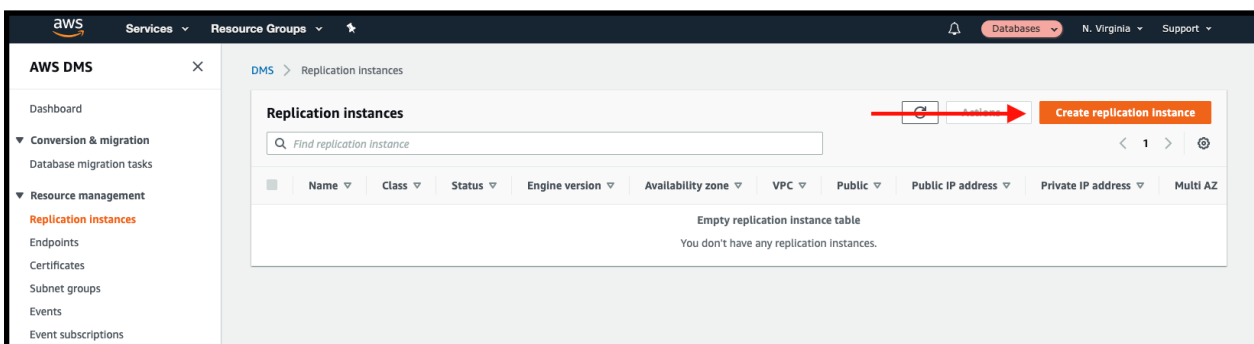 aws Services Resource Groups Databases N. Virginia Support
AWS DMS
DMS > Replication instances
Dashboard
Conversion & migration
Database migration tasks
Resource management
Replication instances
Endpoints
Certificates
Subnet groups
Events
Event subscriptions
Replication instances Actions Create replication instance
Find replication instance
< 1 >
Name Class Status Engine version Availability zone VPC Public Public IP address Private IP address Multi AZ
Empty replication instance table
You don't have any replication instances.